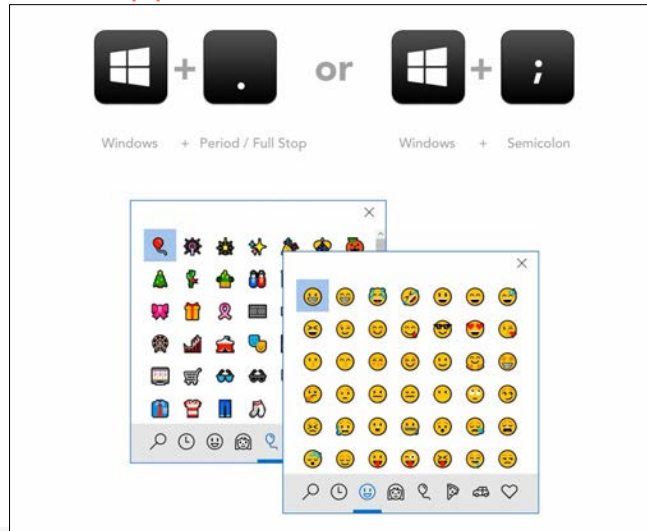 + . or + ;
Windows + Period / Full Stop Windows + Semicolon